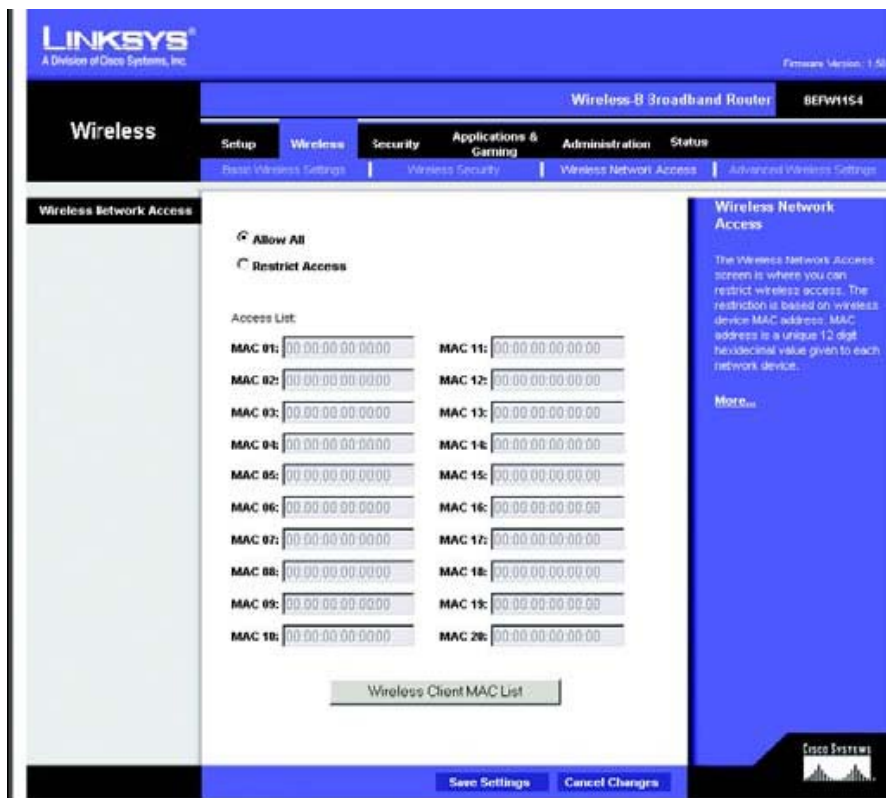 LINKSYS®
A Division of Cisco Systems, Inc.
Firmware Version: 1.50
Wireless-B Broadband Router
BEFW11S4
Wireless
Setup
Wireless
Security
Applications &
Gaming
Administration
Status
Basic Wireless Settings
Wireless Security
Wireless Network Access
Advanced Wireless Settings
Wireless Network Access
Allow All
Restrict Access
Access List:
MAC 01: 00:00:00:00:00:00
MAC 11: 00:00:00:00:00:00
MAC 02: 00:00:00:00:00:00
MAC 12: 00:00:00:00:00:00
MAC 03: 00:00:00:00:00:00
MAC 13: 00:00:00:00:00:00
MAC 04: 00:00:00:00:00:00
MAC 14: 00:00:00:00:00:00
MAC 05: 00:00:00:00:00:00
MAC 15: 00:00:00:00:00:00
MAC 06: 00:00:00:00:00:00
MAC 16: 00:00:00:00:00:00
MAC 07: 00:00:00:00:00:00
MAC 17: 00:00:00:00:00:00
MAC 08: 00:00:00:00:00:00
MAC 18: 00:00:00:00:00:00
MAC 09: 00:00:00:00:00:00
MAC 19: 00:00:00:00:00:00
MAC 10: 00:00:00:00:00:00
MAC 20: 00:00:00:00:00:00
Wireless Client MAC List
Wireless Network
Access
The Wireless Network Access
screen is where you can
restrict wireless access. The
restriction is based on wireless
device MAC address. MAC
address is a unique 12 digit
hexidecimal value given to each
network device.
More...
Save Settings
Cancel Changes
CISCO SYSTEMS